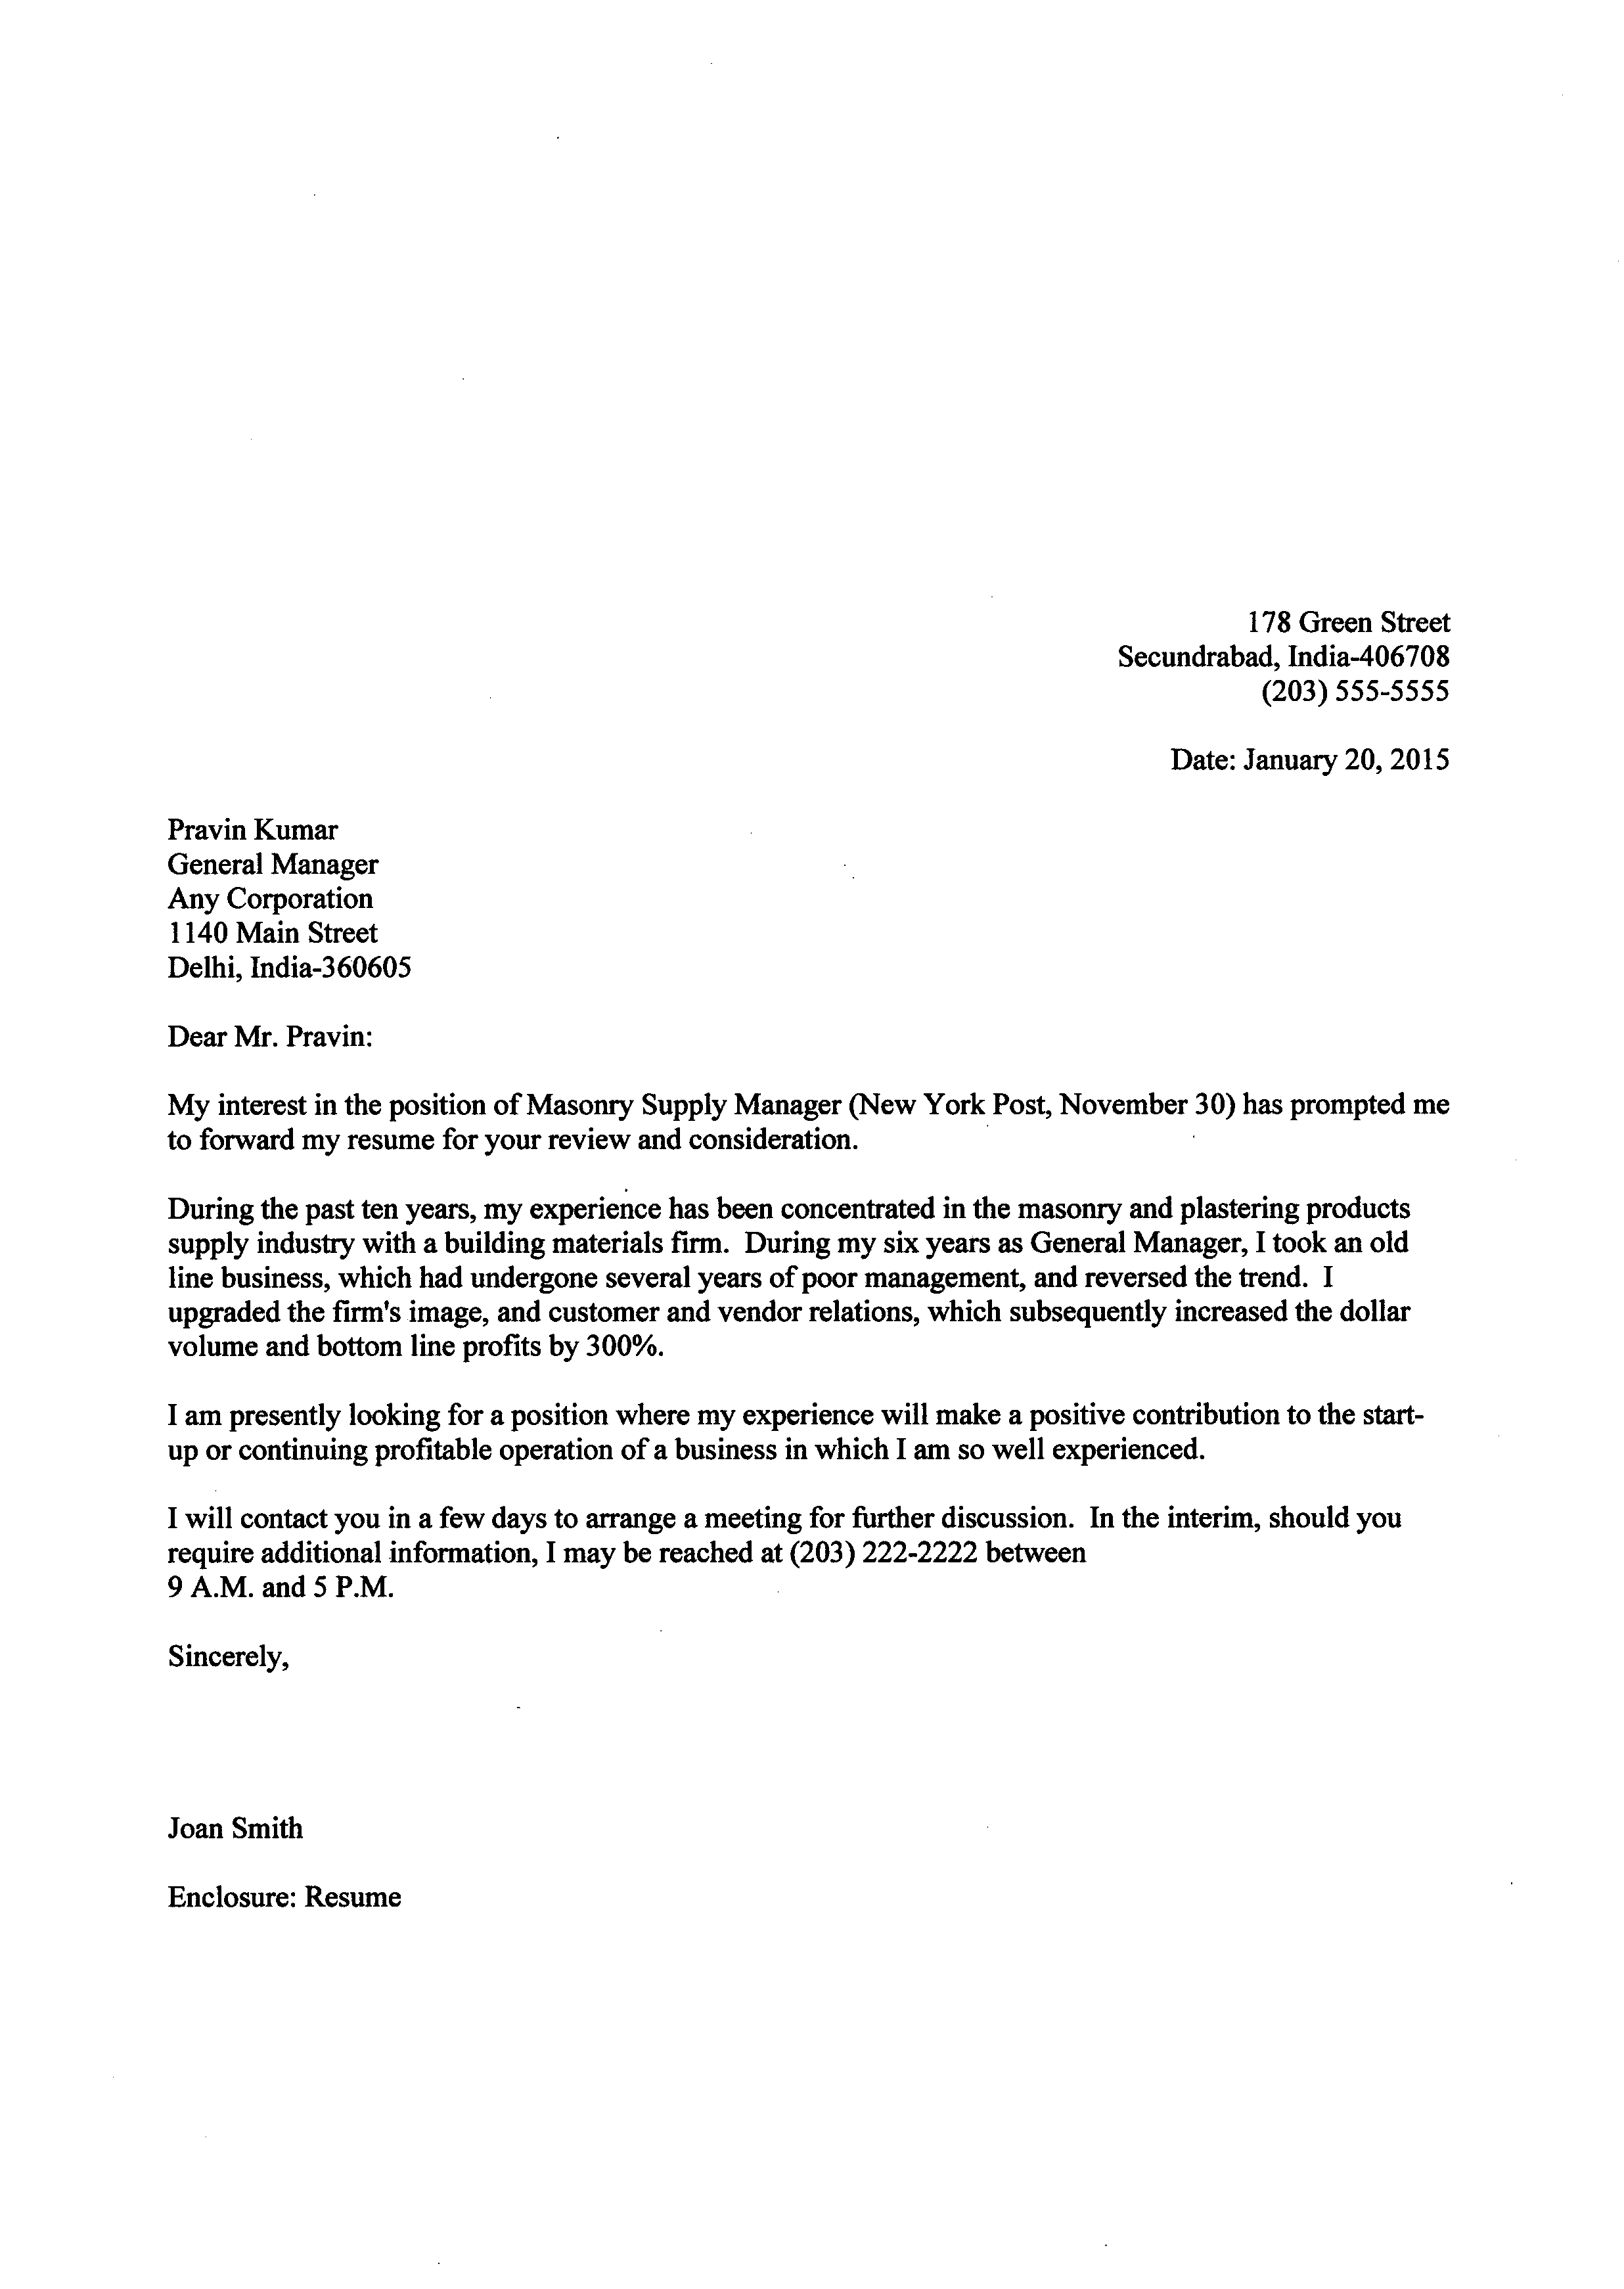 178 Green Street
Secundrabad, India-406708
(203) 555-5555
Date: January 20, 2015
Pravin Kumar
General Manager
Any Corporation
1140 Main Street
Delhi, India-360605
Dear Mr. Pravin:
My interest in the position of Masonry Supply Manager (New York Post, November 30) has prompted me
to forward my resume for your review and consideration.
During the past ten years, my experience has been concentrated in the masonry and plastering products
supply industry with a building materials firm.  During my six years as General Manager, I took an old
line business, which had undergone several years of poor management, and reversed the trend.  I
upgraded the firm's image, and customer and vendor relations, which subsequently increased the dollar
volume and bottom line profits by 300%.
I am presently looking for a position where my experience will make a positive contribution to the start-
up or continuing profitable operation of a business in which I am so well experienced.
I will contact you in a few days to arrange a meeting for further discussion.  In the interim, should you
require additional information, I may be reached at (203) 222-2222 between
9 A.M. and 5 P.M.
Sincerely,
Joan Smith
Enclosure: Resume